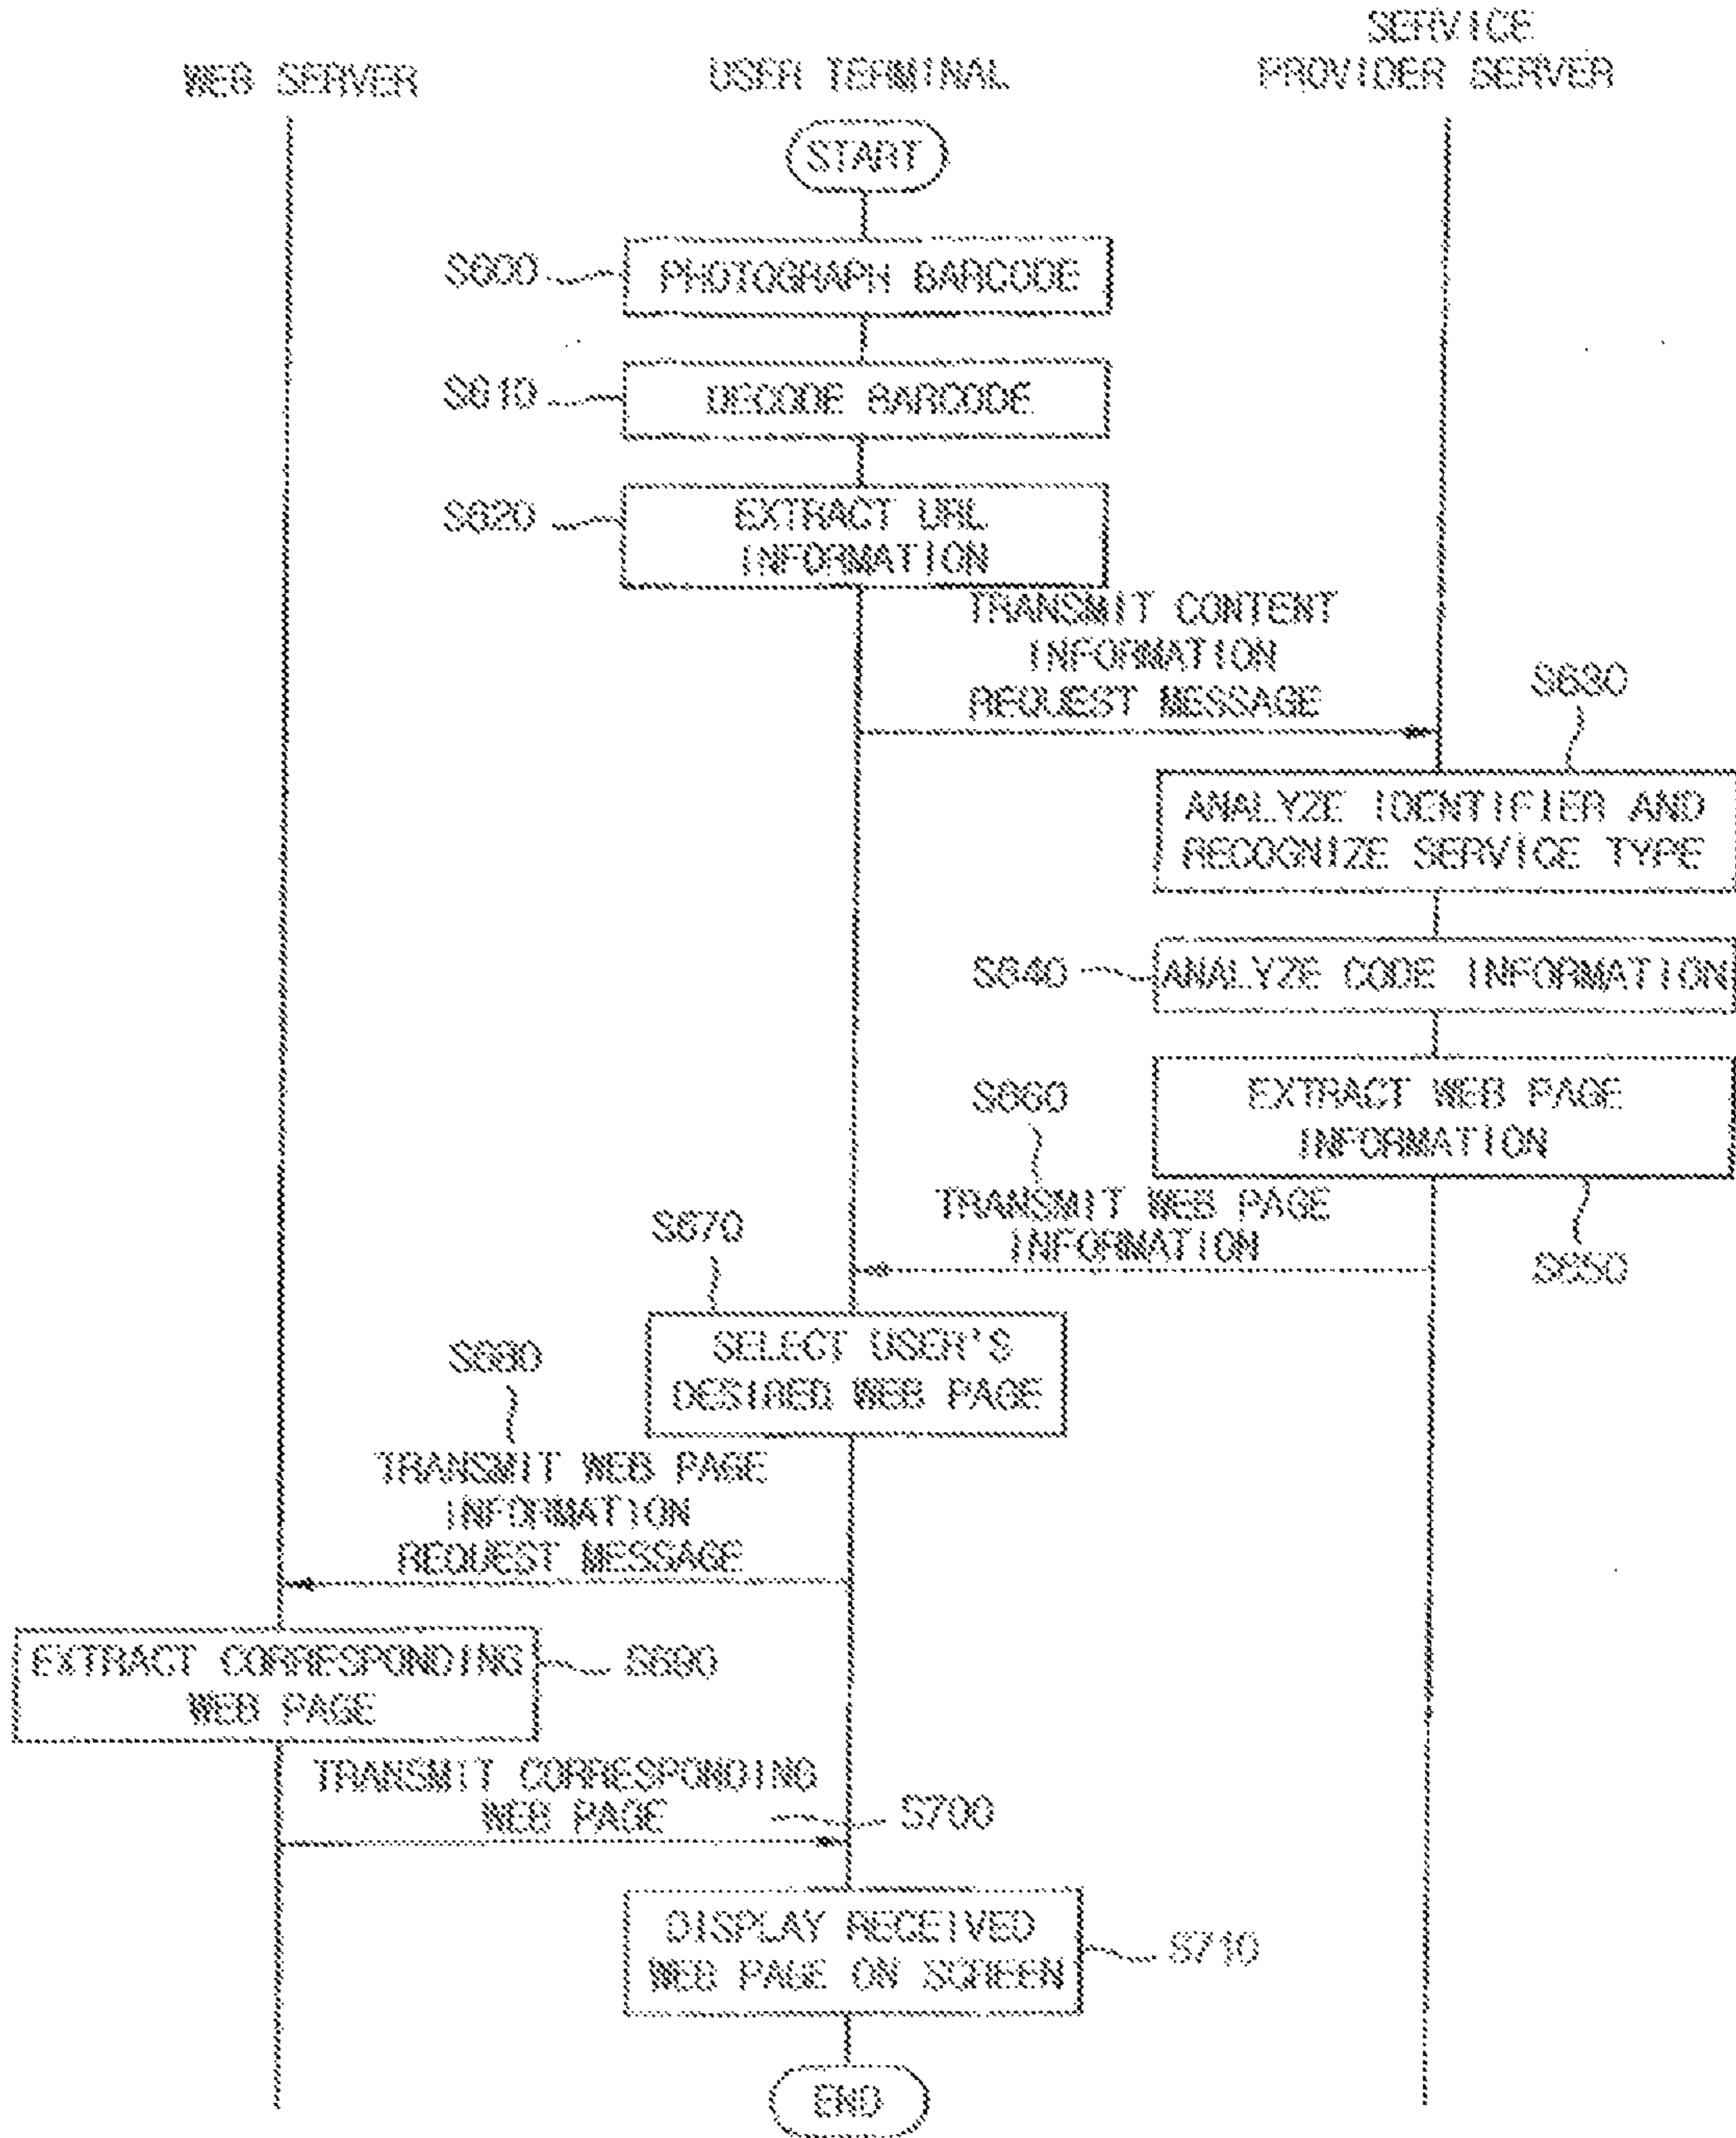 WEB SERVER
USER TERMINAL
SERVICE
PROVIDER SERVER
START
S600
PHOTOGRAPH BARCODE
S610
DECODE BARCODE
S620
EXTRACT URL
INFORMATION
TRANSMIT CONTENT
INFORMATION
REQUEST MESSAGE
S630
ANALYZE IDENTIFIER AND
RECOGNIZE SERVICE TYPE
S640
ANALYZE CODE INFORMATION
S660
EXTRACT WEB PAGE
INFORMATION
TRANSMIT WEB PAGE
INFORMATION
S650
S670
SELECT USER'S
DESIRED WEB PAGE
S680
TRANSMIT WEB PAGE
INFORMATION
REQUEST MESSAGE
EXTRACT CORRESPONDING
WEB PAGE
S690
TRANSMIT CORRESPONDING
WEB PAGE
S700
DISPLAY RECEIVED
WEB PAGE ON SCREEN
S710
END